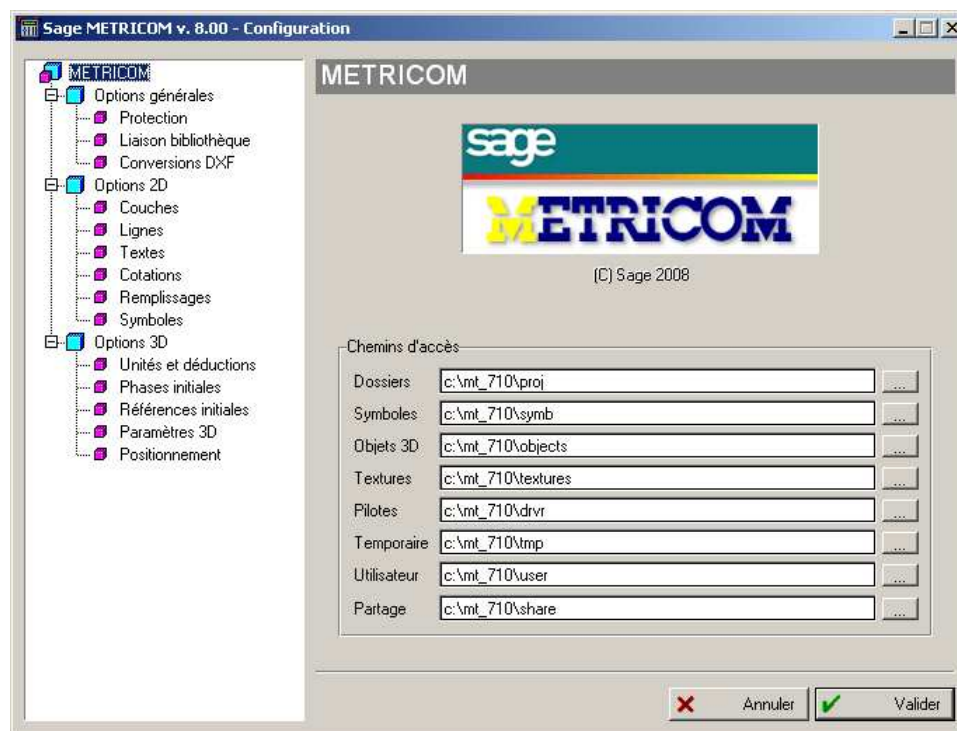 Sage METRICOM v. 8.00 - Configuration
METRICOM
Options générales
Protection
Liaison bibliothèque
Conversions DXF
Options 2D
Couches
Lignes
Textes
Cotations
Remplissages
Symboles
Options 3D
Unités et déductions
Phases initiales
Références initiales
Paramètres 3D
Positionnement
METRICOM
sage
METRICOM
(C) Sage 2008
Chemins d'accès
Dossiers c:\mt_710\proj ...
Symboles c:\mt_710\symb ...
Objets 3D c:\mt_710\objects ...
Textures c:\mt_710\textures ...
Pilotes c:\mt_710\drvr ...
Temporaire c:\mt_710\tmp ...
Utilisateur c:\mt_710\user ...
Partage c:\mt_710\share ...
Annuler Valider